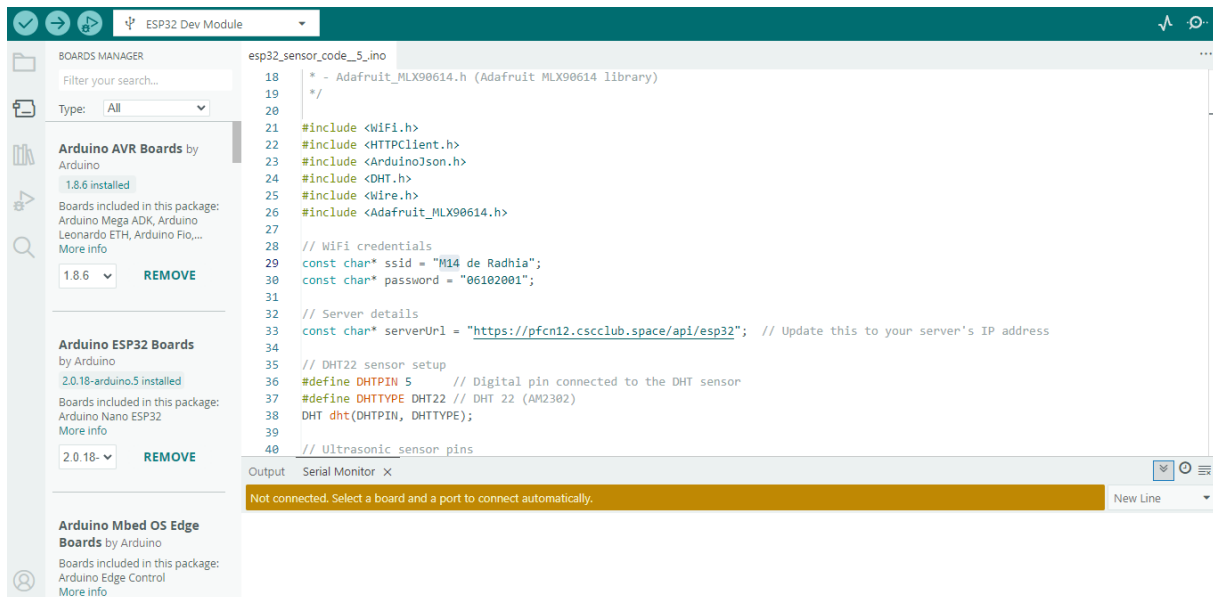 ESP32 Dev Module
BOARDS MANAGER
Filter your search...
Type: All
Arduino AVR Boards by
Arduino
1.8.6 installed
Boards included in this package:
Arduino Mega ADK, Arduino
Leonardo ETH, Arduino Fio,...
More info
1.8.6 REMOVE
Arduino ESP32 Boards
by Arduino
2.0.18-arduino.5 installed
Boards included in this package:
Arduino Nano ESP32
More info
2.0.18- REMOVE
Arduino Mbed OS Edge
Boards by Arduino
Boards included in this package:
Arduino Edge Control
More info
esp32_sensor_code__5_.ino
18 * - Adafruit_MLX90614.h (Adafruit MLX90614 library)
19 */
20
21 #include <WiFi.h>
22 #include <HTTPClient.h>
23 #include <ArduinoJson.h>
24 #include <DHT.h>
25 #include <Wire.h>
26 #include <Adafruit_MLX90614.h>
27
28 // WiFi credentials
29 const char* ssid = "M14 de Radhia";
30 const char* password = "06102001";
31
32 // Server details
33 const char* serverUrl = "https://pfcn12.cscclub.space/api/esp32"; // Update this to your server's IP address
34
35 // DHT22 sensor setup
36 #define DHTPIN 5 // Digital pin connected to the DHT sensor
37 #define DHTTYPE DHT22 // DHT 22 (AM2302)
38 DHT dht(DHTPIN, DHTTYPE);
39
40 // Ultrasonic sensor pins
Output Serial Monitor
Not connected. Select a board and a port to connect automatically.
New Line